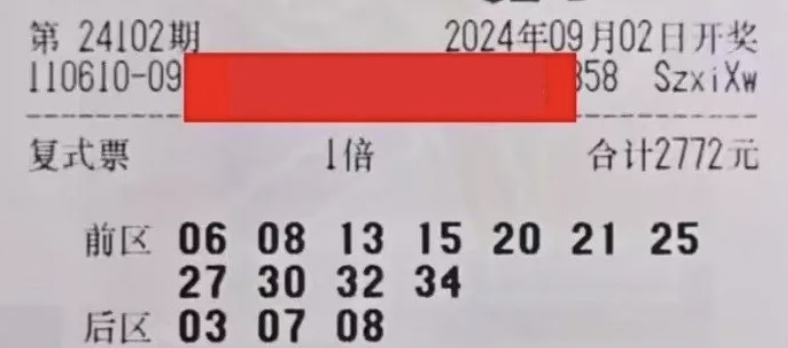 第 24102期 2024年09月02日开奖
110610-09 358 SzxiXw
复式票 1倍 合计2772元
前区 06 08 13 15 20 21 25
27 30 32 34
后区 03 07 08